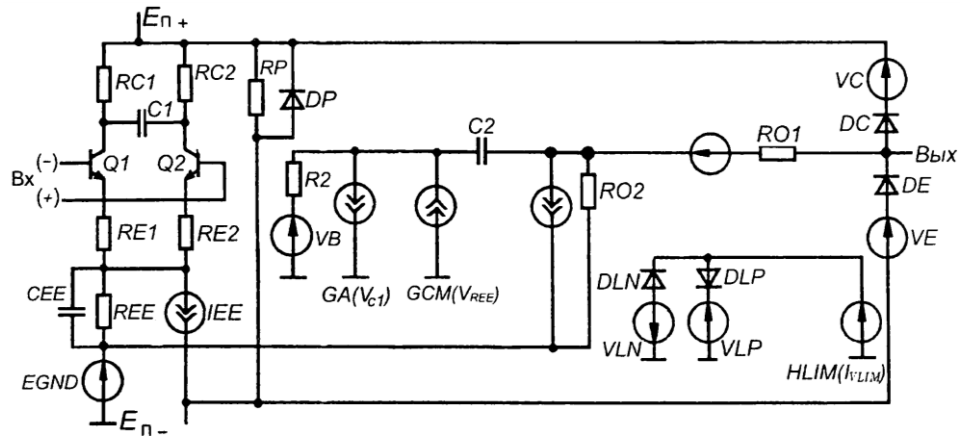 Eп+
RC1
RC2
RP
DP
C1
C2
VC
DC
RO1
Вых
(−)
Вх
(+)
Q1
Q2
R2
RO2
DE
RE1
RE2
VB
VE
CEE
REE
IEE
GA(VC1)
GCM(VREE)
DLN
DLP
VLN
VLP
HLIM(IVLIM)
EGND
Eп−